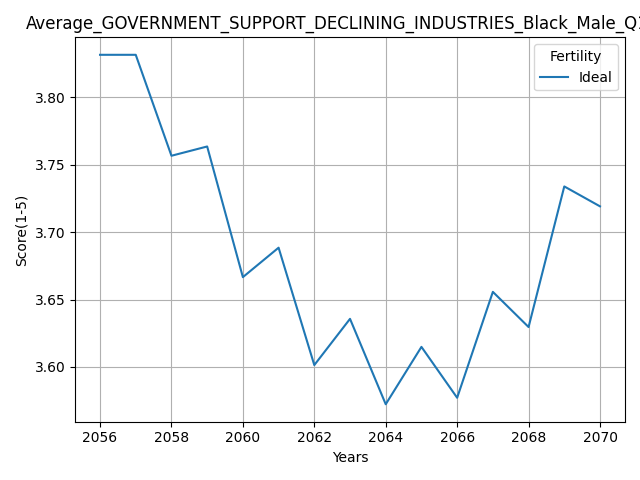 Average_GOVERNMENT_SUPPORT_DECLINING_INDUSTRIES_Black_Male_Q1
Fertility
Ideal
3.80
3.75
3.70
3.65
3.60
Score(1-5)
2056 2058 2060 2062 2064 2066 2068 2070
Years